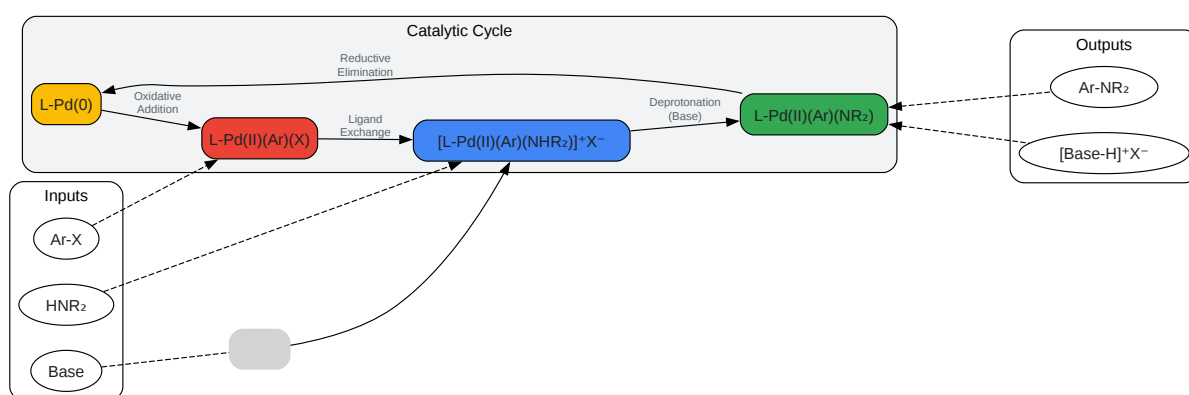 Catalytic Cycle
Outputs
Reductive
Elimination
Ar-NR₂
L-Pd(0)
Oxidative
Addition
Deprotonation
(Base)
L-Pd(II)(Ar)(NR₂)
Ligand
Exchange
L-Pd(II)(Ar)(X)
[L-Pd(II)(Ar)(NHR₂)]⁺X⁻
[Base-H]⁺X⁻
Inputs
Ar-X
HNR₂
Base